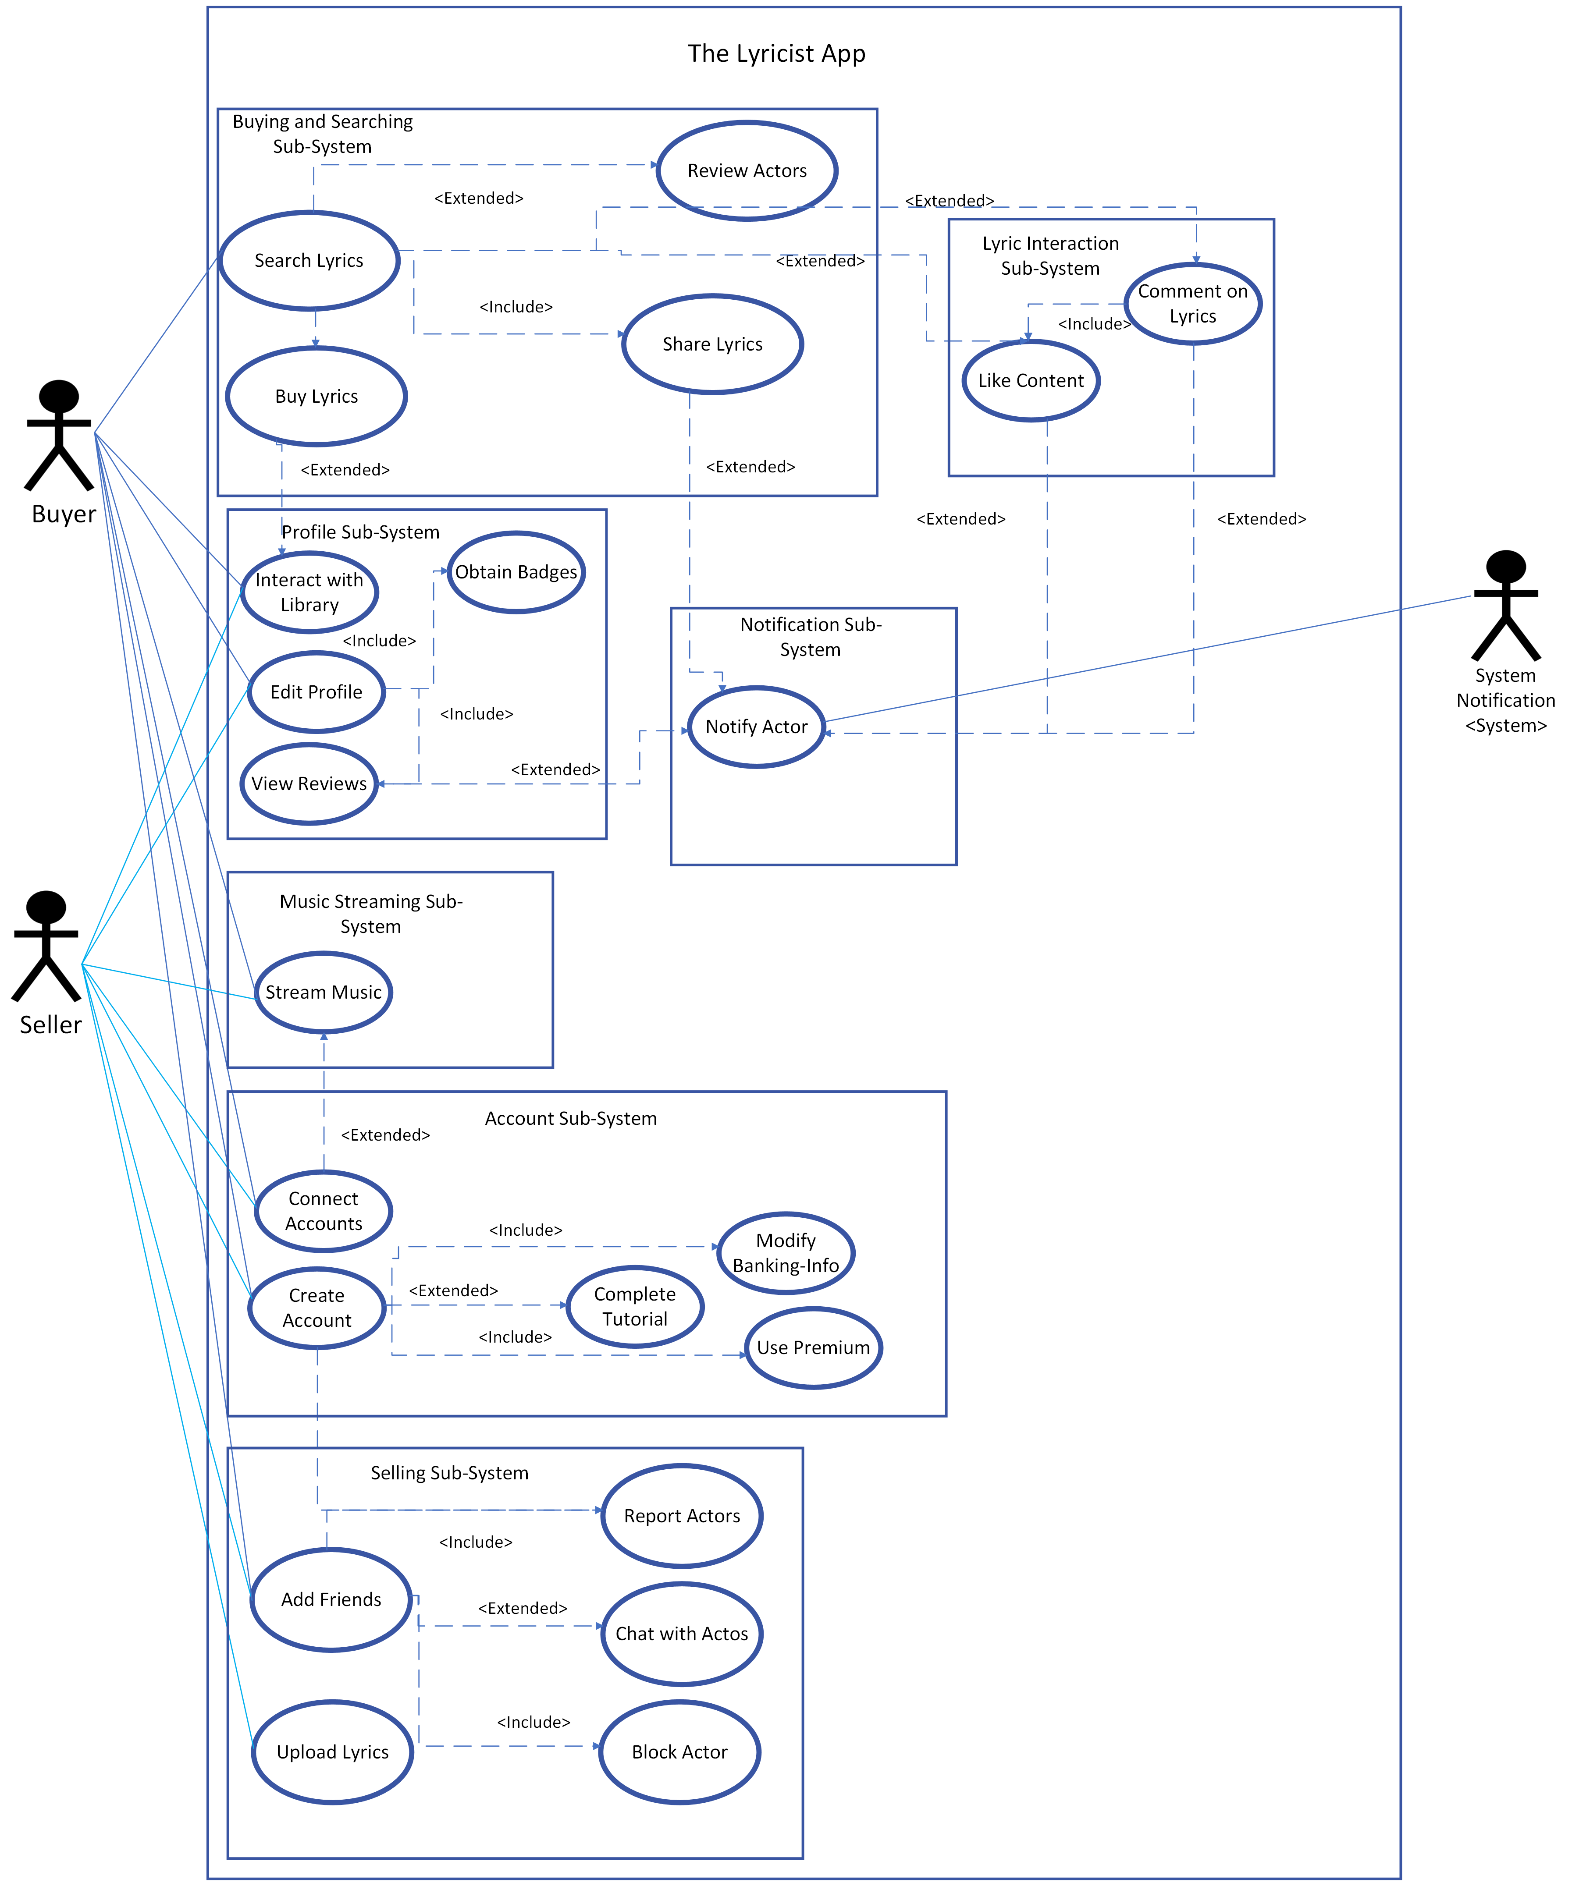 The Lyricist App
Buying and Searching
Sub-System
Review Actors
<Extended>
<Extended>
Search Lyrics
<Extended>
<Include>
Share Lyrics
Buy Lyrics
<Extended>
<Extended>
Lyric Interaction
Sub-System
Comment on
Lyrics
<Include>
Like Content
<Extended>
<Extended>
Buyer
Profile Sub-System
Obtain Badges
Interact with
Library
<Include>
Edit Profile
<Include>
View Reviews
<Extended>
Notification Sub-
System
Notify Actor
System
Notification
<System>
Music Streaming Sub-
System
Stream Music
Seller
Account Sub-System
<Extended>
Connect
Accounts
<Include>
Modify
Banking-Info
Create
Account
<Extended>
Complete
Tutorial
<Include>
Use Premium
Selling Sub-System
Report Actors
<Include>
Add Friends
<Extended>
Chat with Actos
<Include>
Upload Lyrics
Block Actor